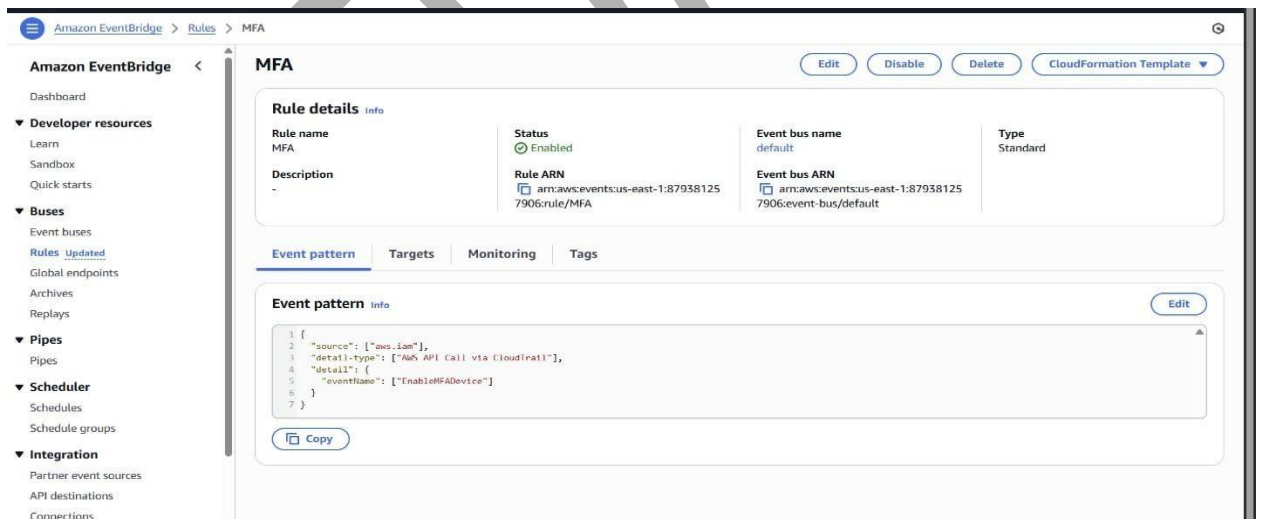 Amazon EventBridge > Rules > MFA
Amazon EventBridge <
Dashboard
Developer resources
Learn
Sandbox
Quick starts
Buses
Event buses
Rules Updated
Global endpoints
Archives
Replays
Pipes
Pipes
Scheduler
Schedules
Schedule groups
Integration
Partner event sources
API destinations
Connections
MFA
Edit
Disable
Delete
CloudFormation Template
Rule details Info
Rule name
MFA
Status
Enabled
Event bus name
default
Type
Standard
Description
-
Rule ARN
arn:aws:events:us-east-1:87938125
7906:rule/MFA
Event bus ARN
arn:aws:events:us-east-1:87938125
7906:event-bus/default
Event pattern
Targets
Monitoring
Tags
Event pattern Info
Edit
1 {
2 "source": ["aws.iam"],
3 "detail-type": ["AWS API Call via CloudTrail"],
4 "detail": {
5 "eventName": ["EnableMFADevice"]
6 }
7 }
Copy